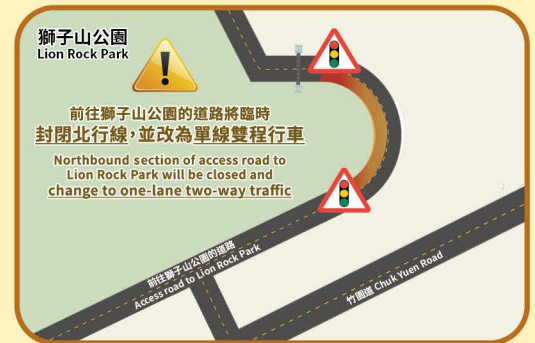 獅子山公園
Lion Rock Park
前往獅子山公園的道路將臨時
封閉北行線，並改為單線雙程行車
Northbound section of access road to
Lion Rock Park will be closed and
change to one-lane two-way traffic
前往獅子山公園的道路
Access road to Lion Rock Park
竹園道 Chuk Yuen Road